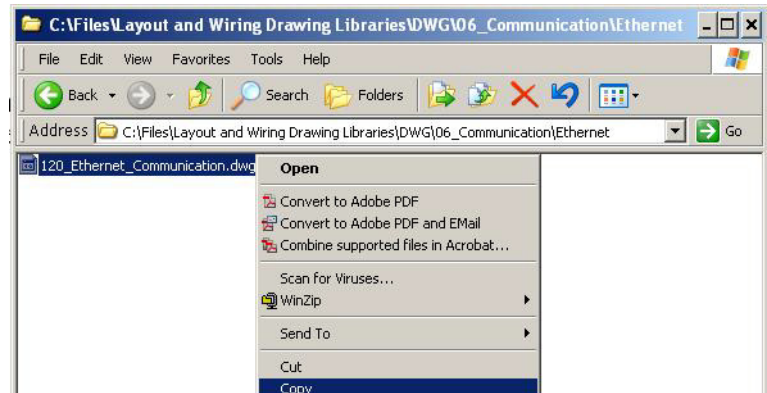 C:\Files\Layout and Wiring Drawing Libraries\DWG\06_Communication\Ethernet
File Edit View Favorites Tools Help
Back Search Folders
Address C:\Files\Layout and Wiring Drawing Libraries\DWG\06_Communication\Ethernet Go
120_Ethernet_Communication.dwg
Open
Convert to Adobe PDF
Convert to Adobe PDF and EMail
Combine supported files in Acrobat...
Scan for Viruses...
WinZip
Send To
Cut
Copy